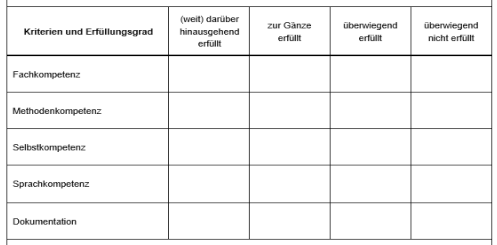 Kriterien und Erfüllungsgrad
(weit) darüber
hinausgehend
erfüllt
zur Gänze
erfüllt
überwiegend
erfüllt
überwiegend
nicht erfüllt
Fachkompetenz
Methodenkompetenz
Selbstkompetenz
Sprachkompetenz
Dokumentation